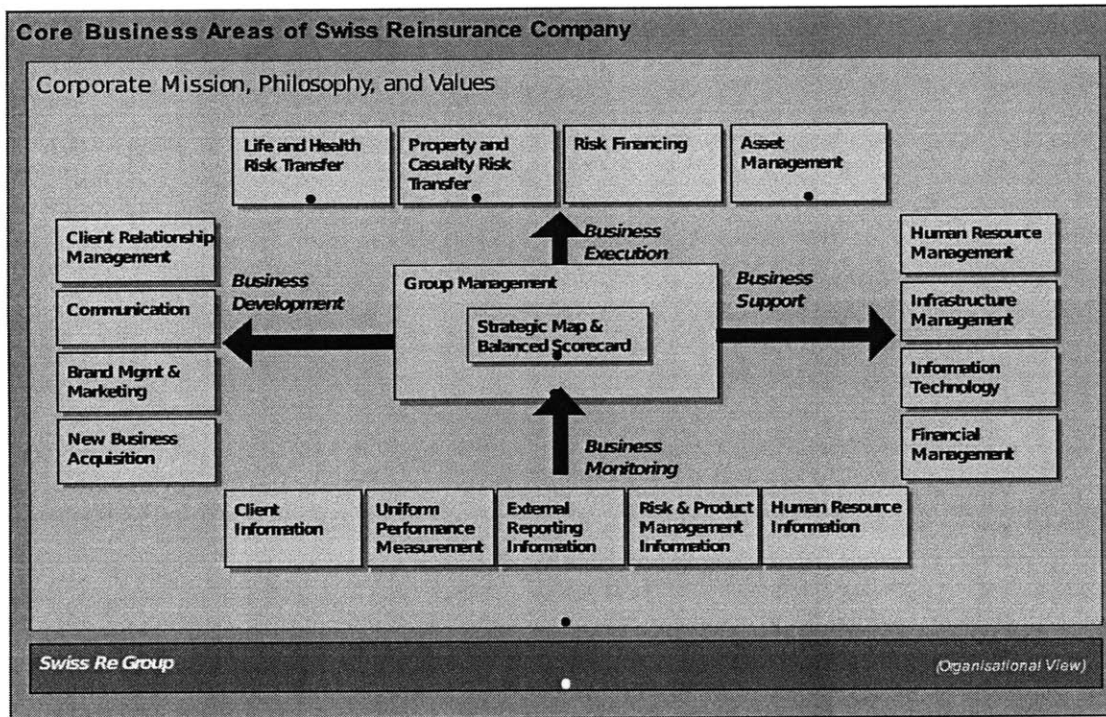 Core Business Areas of Swiss Reinsurance Company
Corporate Mission, Philosophy, and Values
Life and Health
Risk Transfer
Property and
Casualty Risk
Transfer
Risk Financing
Asset
Management
Client Relationship
Management
Communication
Brand Mgmt &
Marketing
New Business
Acquisition
Business
Development
Business
Execution
Group Management
Strategic Map &
Balanced Scorecard
Business
Support
Human Resource
Management
Infrastructure
Management
Information
Technology
Financial
Management
Business
Monitoring
Client
Information
Uniform
Performance
Measurement
External
Reporting
Information
Risk & Product
Management
Information
Human Resource
Information
Swiss Re Group
(Organisational View)